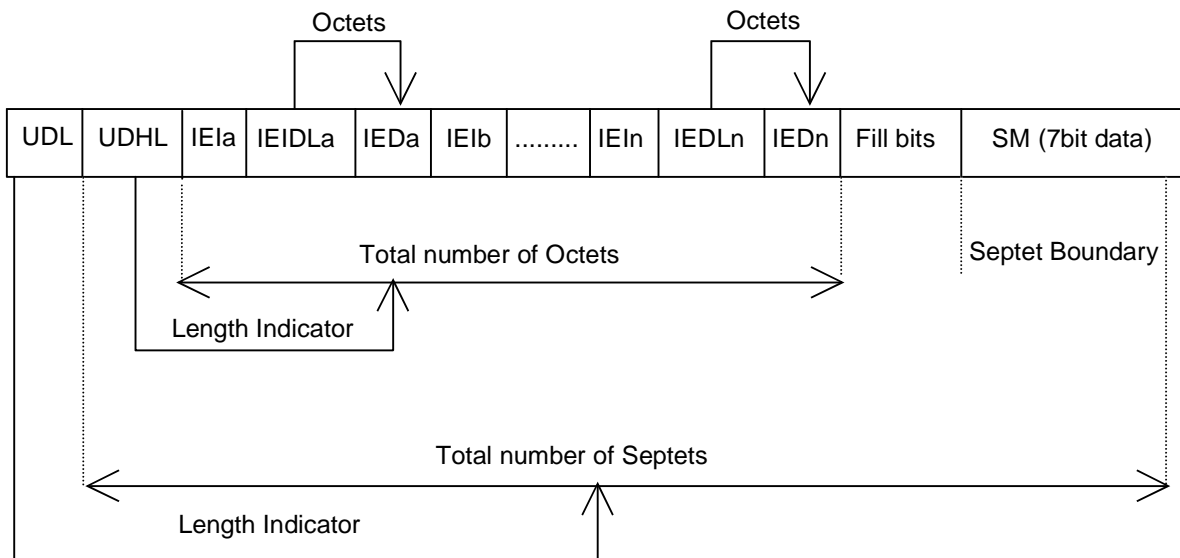 Octets Octets
UDL UDHL IEIa IEIDLa IEDa IEIb ......... IEIn IEDLn IEDn Fill bits SM (7bit data)
Total number of Octets Septet Boundary
Length Indicator
Total number of Septets
Length Indicator